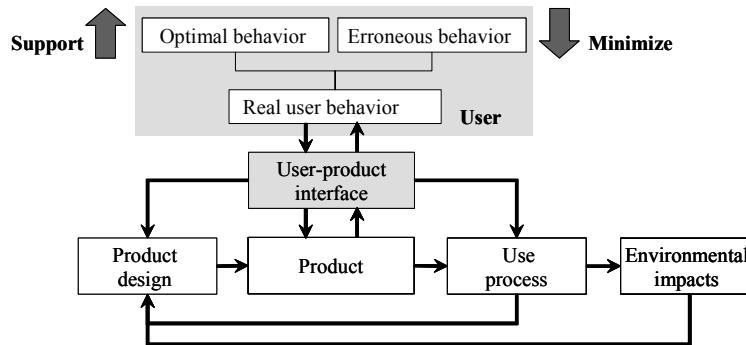 Support
Optimal behavior
Erroneous behavior
Minimize
Real user behavior
User
User-product
interface
Product
design
Product
Use
process
Environmental
impacts